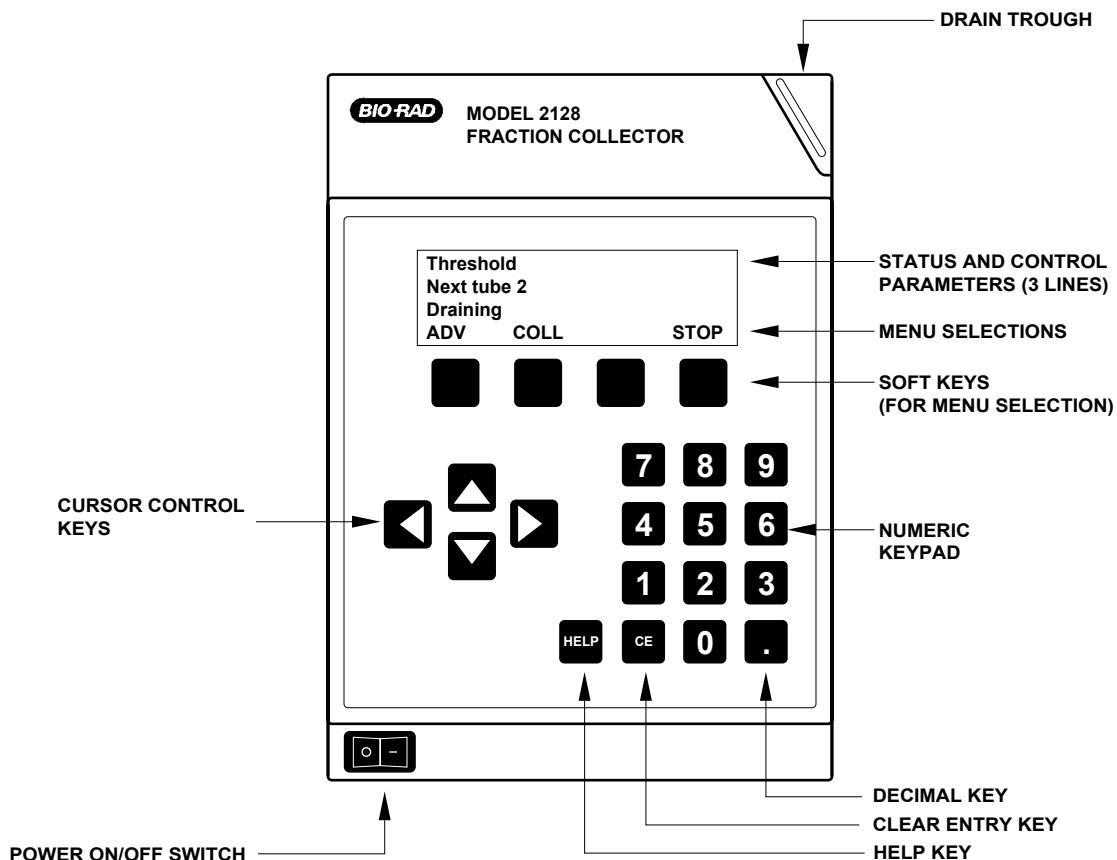 DRAIN TROUGH
BIO-RAD
MODEL 2128
FRACTION COLLECTOR
Threshold
Next tube 2
Draining
ADV COLL STOP
STATUS AND CONTROL
PARAMETERS (3 LINES)
MENU SELECTIONS
SOFT KEYS
(FOR MENU SELECTION)
CURSOR CONTROL
KEYS
7 8 9
4 5 6
1 2 3
HELP CE 0 .
NUMERIC
KEYPAD
O –
DECIMAL KEY
CLEAR ENTRY KEY
HELP KEY
POWER ON/OFF SWITCH